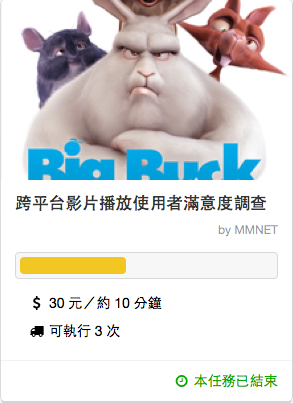 Big Buck
跨平台影片播放使用者滿意度調查
by MMNET
$ 30 元／約 10 分鐘
可執行 3 次
本任務已結束